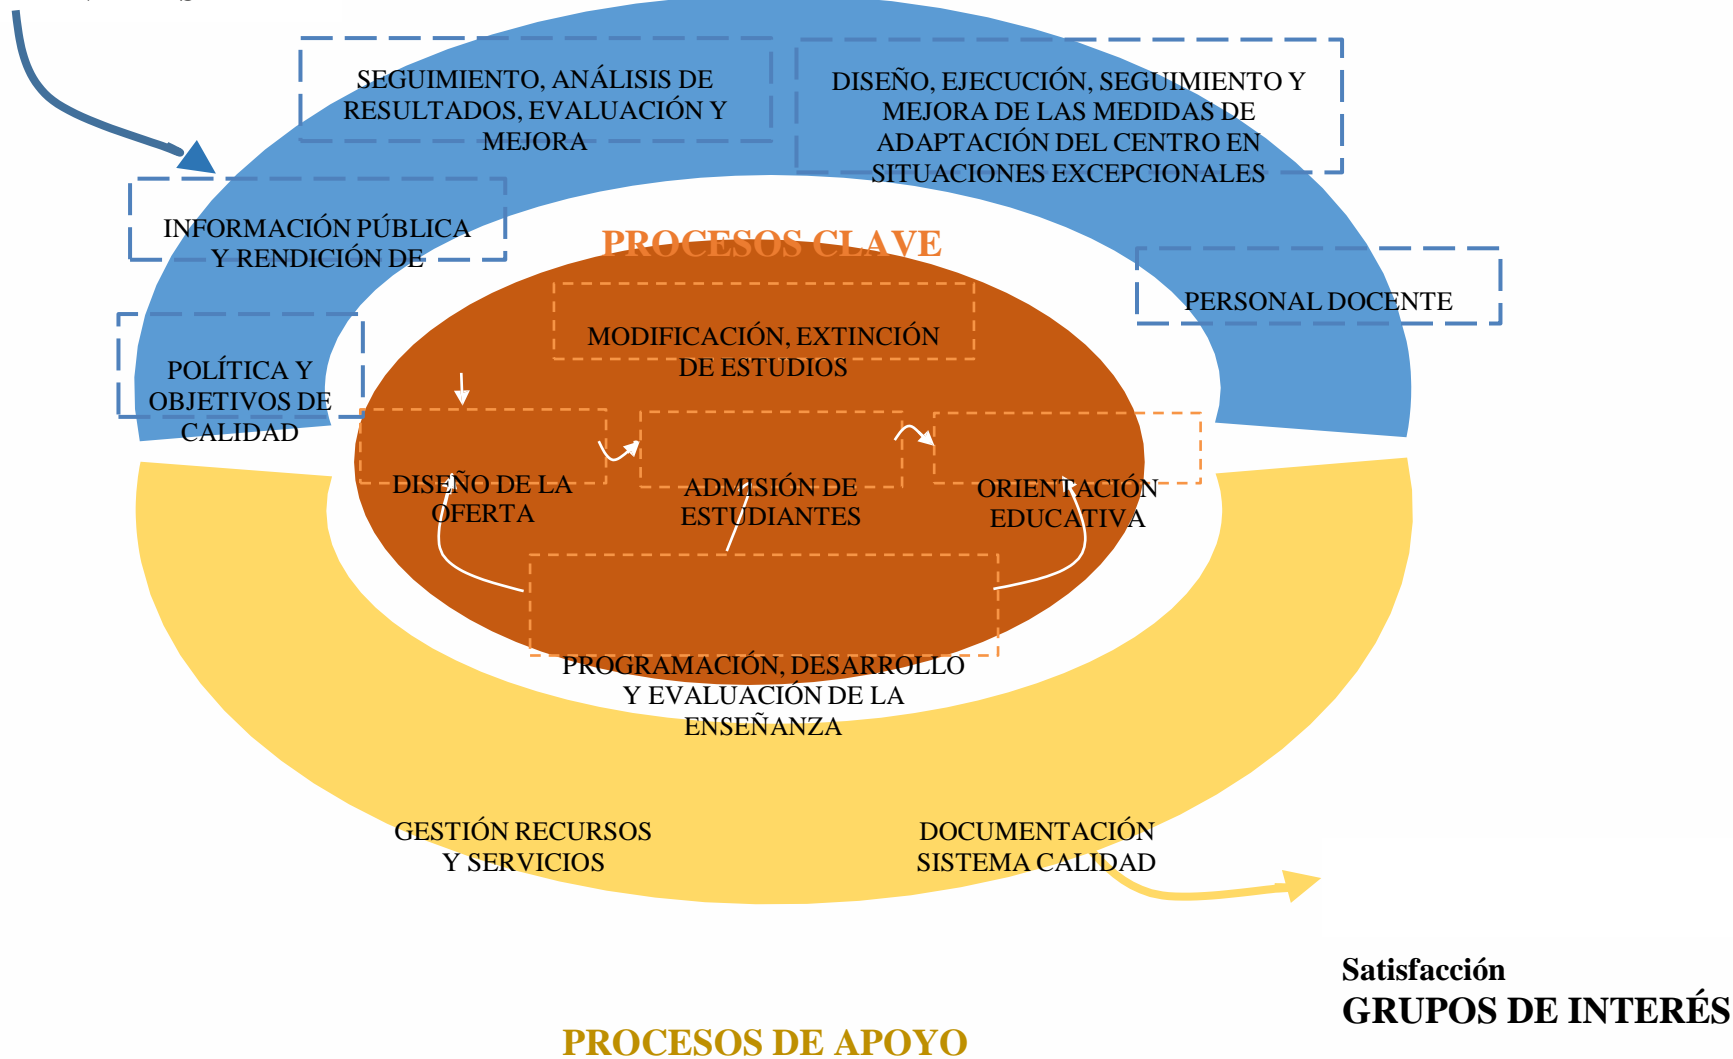 SEGUIMIENTO, ANÁLISIS DE
RESULTADOS, EVALUACIÓN Y
MEJORA
DISEÑO, EJECUCIÓN, SEGUIMIENTO Y
MEJORA DE LAS MEDIDAS DE
ADAPTACIÓN DEL CENTRO EN
SITUACIONES EXCEPCIONALES
INFORMACIÓN PÚBLICA
Y RENDICIÓN DE
PROCESOS CLAVE
PERSONAL DOCENTE
MODIFICACIÓN, EXTINCIÓN
DE ESTUDIOS
POLÍTICA Y
OBJETIVOS DE
CALIDAD
DISEÑO DE LA
OFERTA
ADMISIÓN DE
ESTUDIANTES
ORIENTACIÓN
EDUCATIVA
PROGRAMACIÓN, DESARROLLO
Y EVALUACIÓN DE LA
ENSEÑANZA
GESTIÓN RECURSOS
Y SERVICIOS
DOCUMENTACIÓN
SISTEMA CALIDAD
Satisfacción
GRUPOS DE INTERÉS
PROCESOS DE APOYO